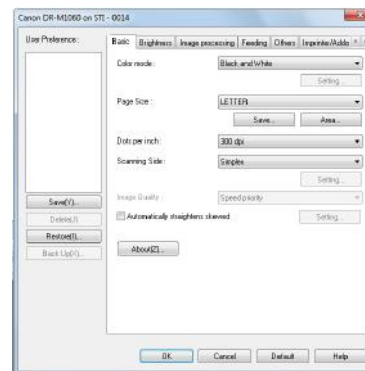 Canon DR-M1060 on STI - 0014
User Preference:
Basic Brightness Image processing Feeding Others Imprinter/Addo
Color mode: Black and White
Setting...
Page Size: LETTER
Save... Area...
Dots per inch: 300 dpi
Scanning Side: Simplex
Setting...
Image Quality: Speed priority
Automatically straightens skewed Setting...
Save(Y)...
Delete(J)
Restore(T)...
Back Up(X)...
About(Z)...
OK Cancel Default Help